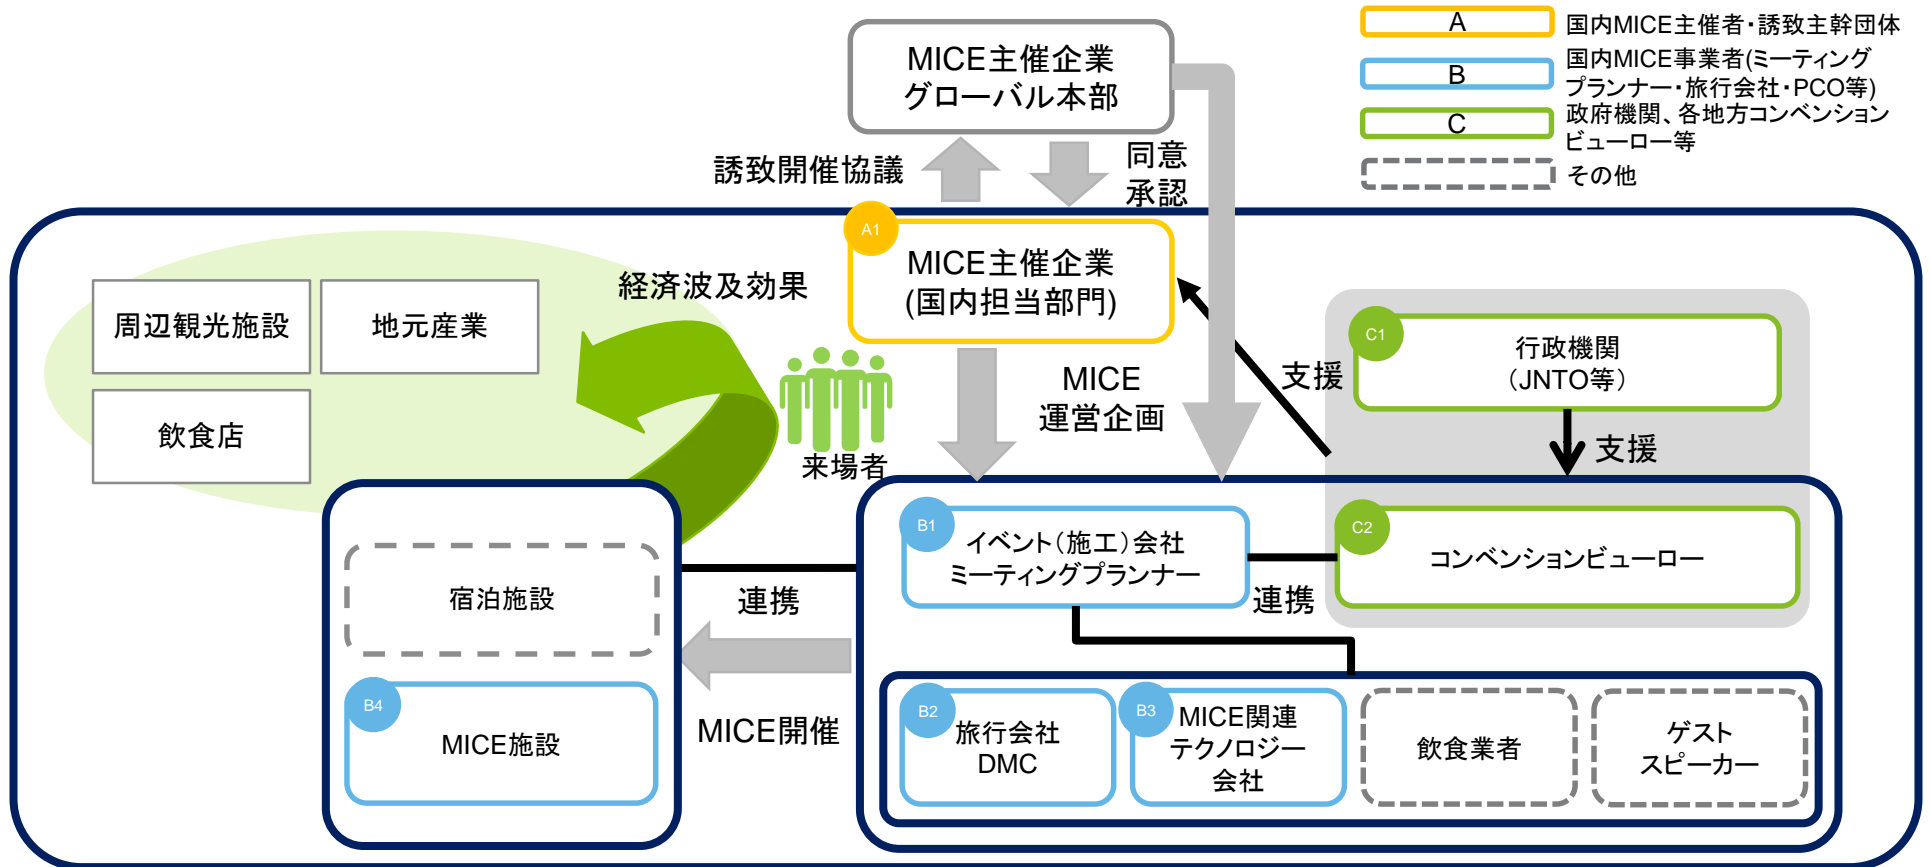 MICE主催企業
グローバル本部
A
国内MICE主催者・誘致主幹団体
B
国内MICE事業者(ミーティング
プランナー・旅行会社・PCO等)
C
政府機関、各地方コンベンション
ビューロー等
その他
誘致開催協議
同意
承認
A1
MICE主催企業
(国内担当部門)
経済波及効果
周辺観光施設
地元産業
飲食店
来場者
MICE
運営企画
支援
C1
行政機関
（JNTO等）
支援
B1
イベント（施工）会社
ミーティングプランナー
連携
C2
コンベンションビューロー
宿泊施設
連携
B4
MICE施設
MICE開催
B2
旅行会社
DMC
B3
MICE関連
テクノロジー
会社
飲食業者
ゲスト
スピーカー